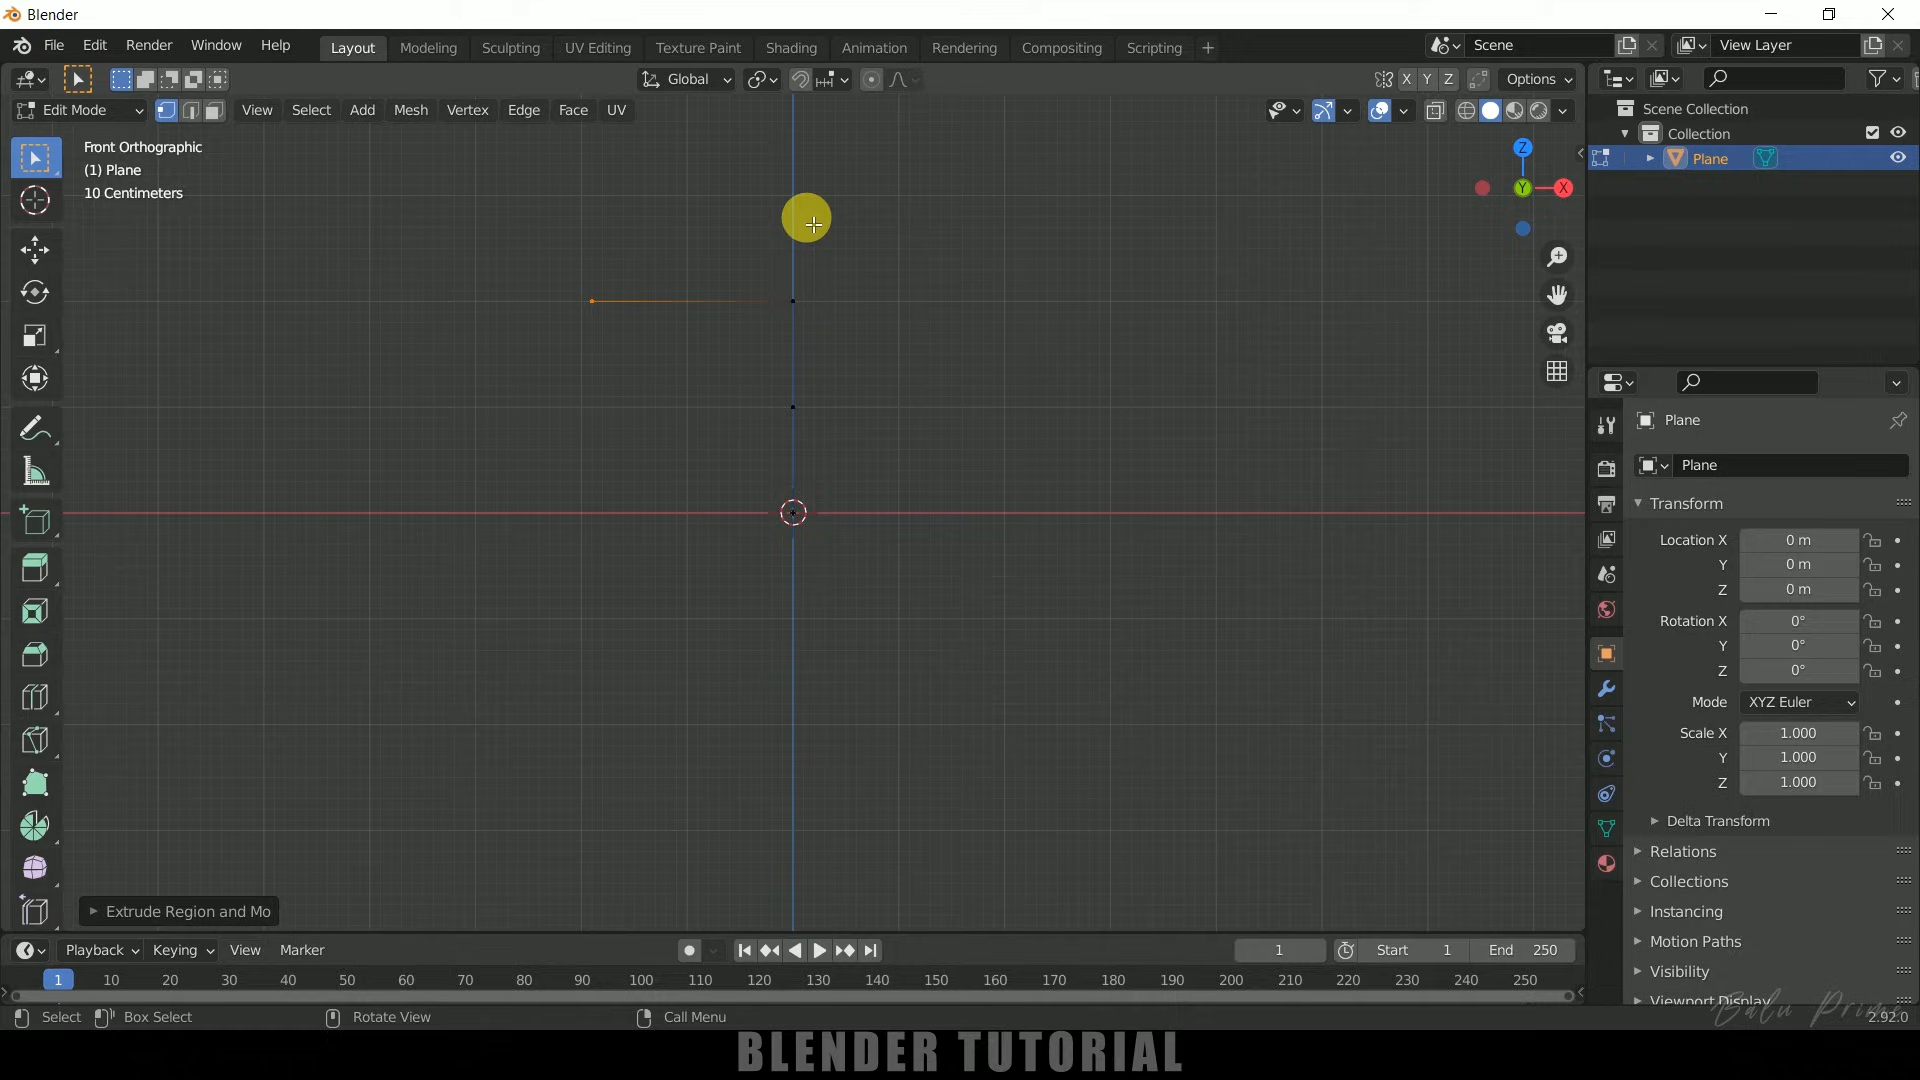 Blender
File Edit Render Window Help Layout Modeling Sculpting UV Editing Texture Paint Shading Animation Rendering Compositing Scripting + Scene View Layer
Global X Y Z Options
Edit Mode View Select Add Mesh Vertex Edge Face UV
Scene Collection
Collection
Plane
Front Orthographic
(1) Plane
10 Centimeters
Z
Y
X
Plane
Plane
Transform
Location X 0 m
Y 0 m
Z 0 m
Rotation X 0°
Y 0°
Z 0°
Mode XYZ Euler
Scale X 1.000
Y 1.000
Z 1.000
Delta Transform
Relations
Collections
Instancing
Motion Paths
Visibility
Viewport Display
Extrude Region and Mo
Playback Keying View Marker 1 Start 1 End 250
1 10 20 30 40 50 60 70 80 90 100 110 120 130 140 150 160 170 180 190 200 210 220 230 240 250
Select Box Select Rotate View Call Menu 2.92.0
Balu Prime
BLENDER TUTORIAL